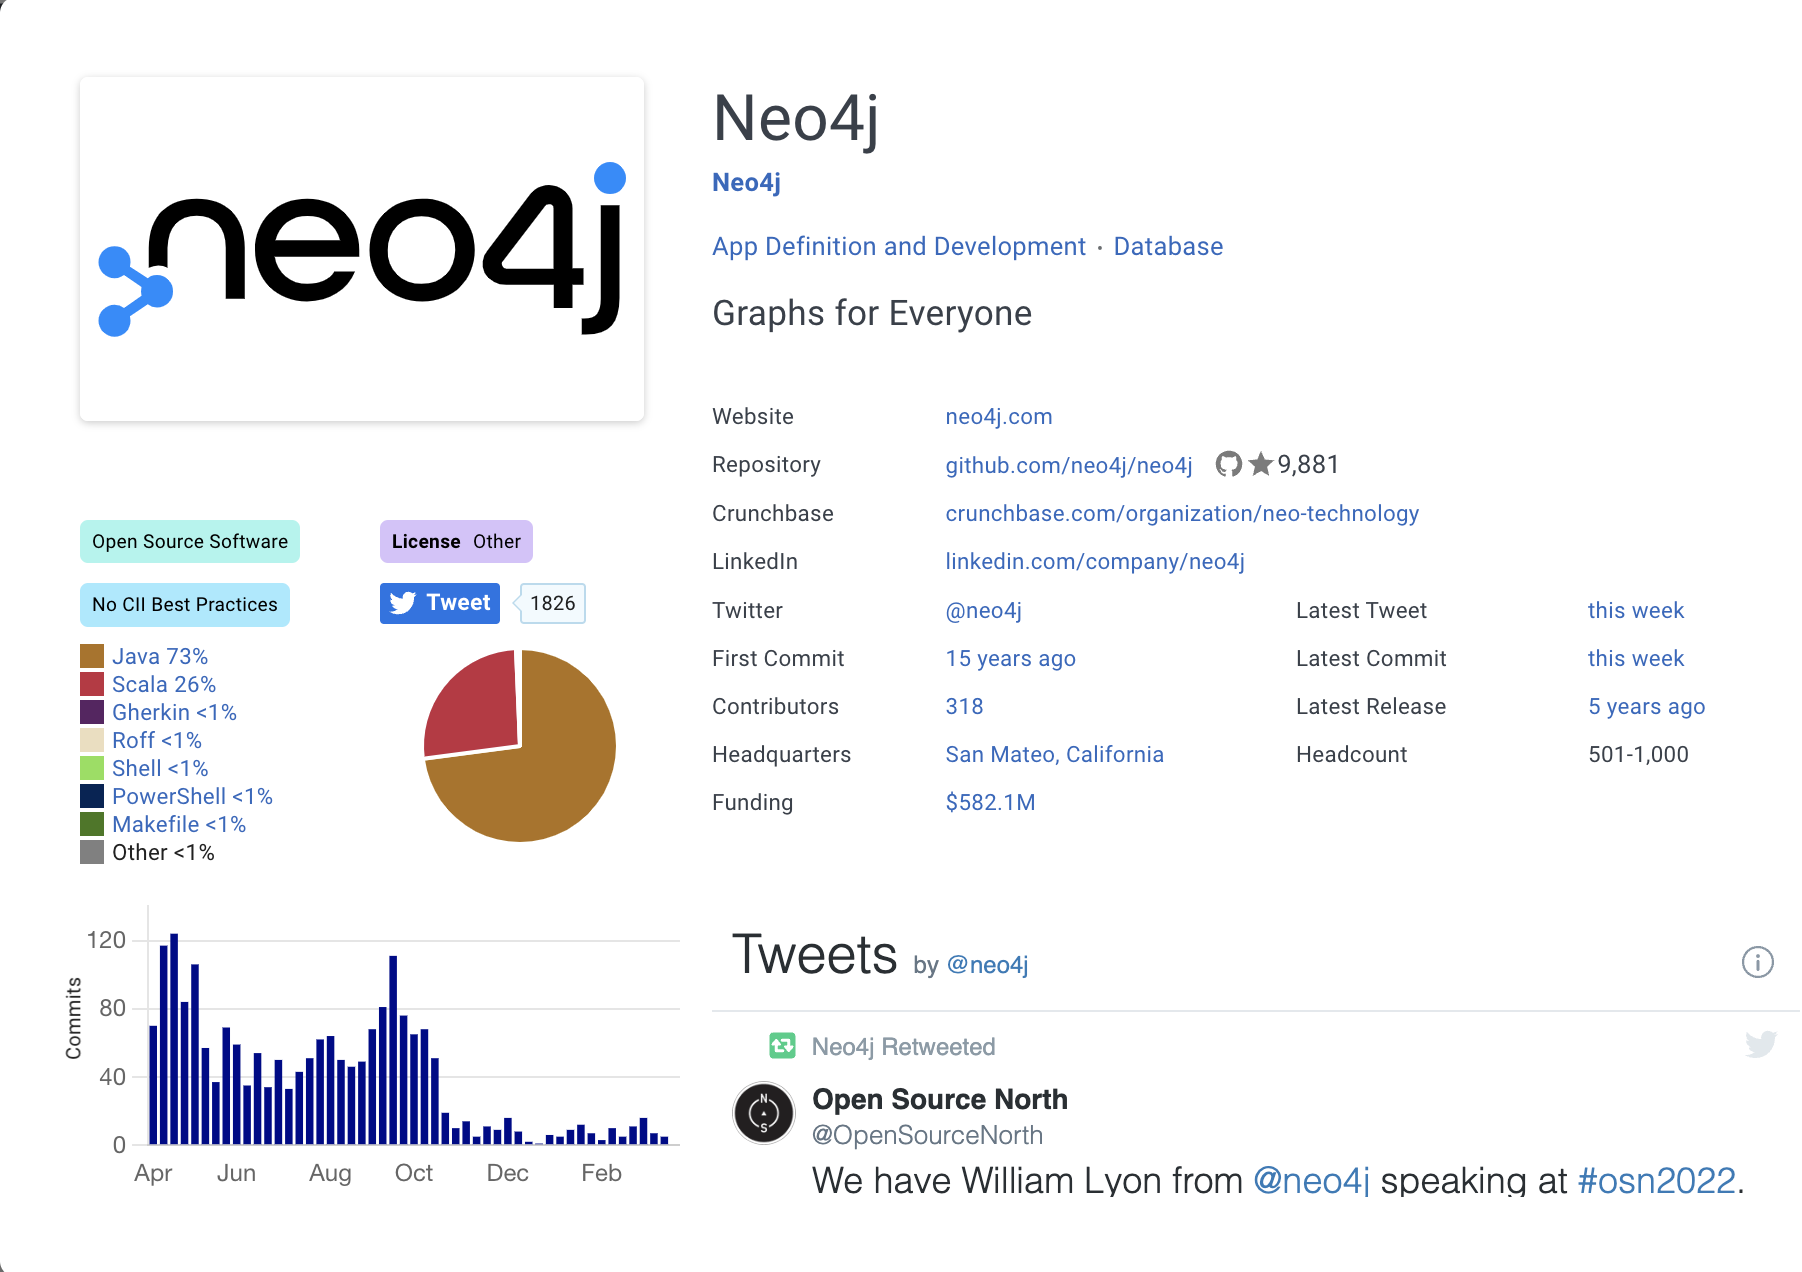 neo4j
Neo4j
Neo4j
App Definition and Development · Database
Graphs for Everyone
Website neo4j.com
Repository github.com/neo4j/neo4j 9,881
Crunchbase crunchbase.com/organization/neo-technology
LinkedIn linkedin.com/company/neo4j
Twitter @neo4j Latest Tweet this week
First Commit 15 years ago Latest Commit this week
Contributors 318 Latest Release 5 years ago
Headquarters San Mateo, California Headcount 501-1,000
Funding $582.1M
Open Source Software License Other
No CII Best Practices Tweet 1826
Java 73%
Scala 26%
Gherkin <1%
Roff <1%
Shell <1%
PowerShell <1%
Makefile <1%
Other <1%
Commits
120
80
40
0
Apr Jun Aug Oct Dec Feb
Tweets by @neo4j
Neo4j Retweeted
N
S
Open Source North
@OpenSourceNorth
We have William Lyon from @neo4j speaking at #osn2022.